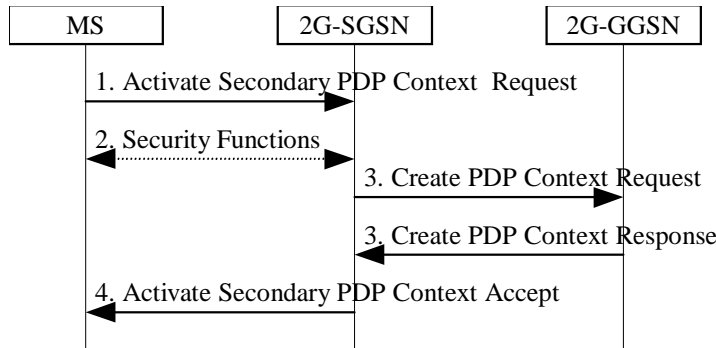 MS
2G-SGSN
2G-GGSN
1. Activate Secondary PDP Context Request
2. Security Functions
3. Create PDP Context Request
3. Create PDP Context Response
4. Activate Secondary PDP Context Accept